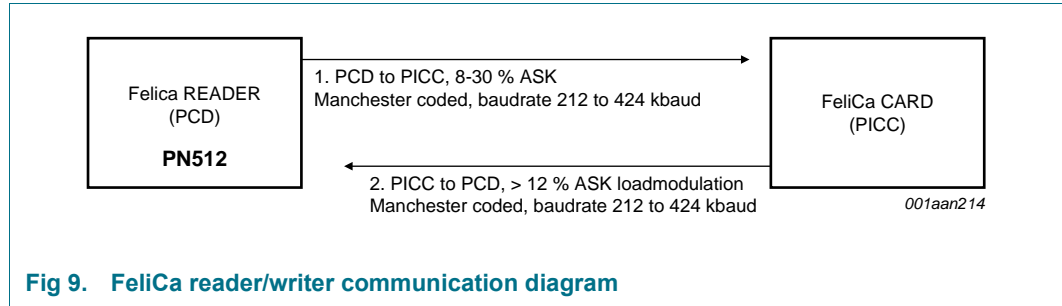 Felica READER
(PCD)
PN512
1. PCD to PICC, 8-30 % ASK
Manchester coded, baudrate 212 to 424 kbaud
2. PICC to PCD, > 12 % ASK loadmodulation
Manchester coded, baudrate 212 to 424 kbaud
FeliCa CARD
(PICC)
001aan214
Fig 9. FeliCa reader/writer communication diagram